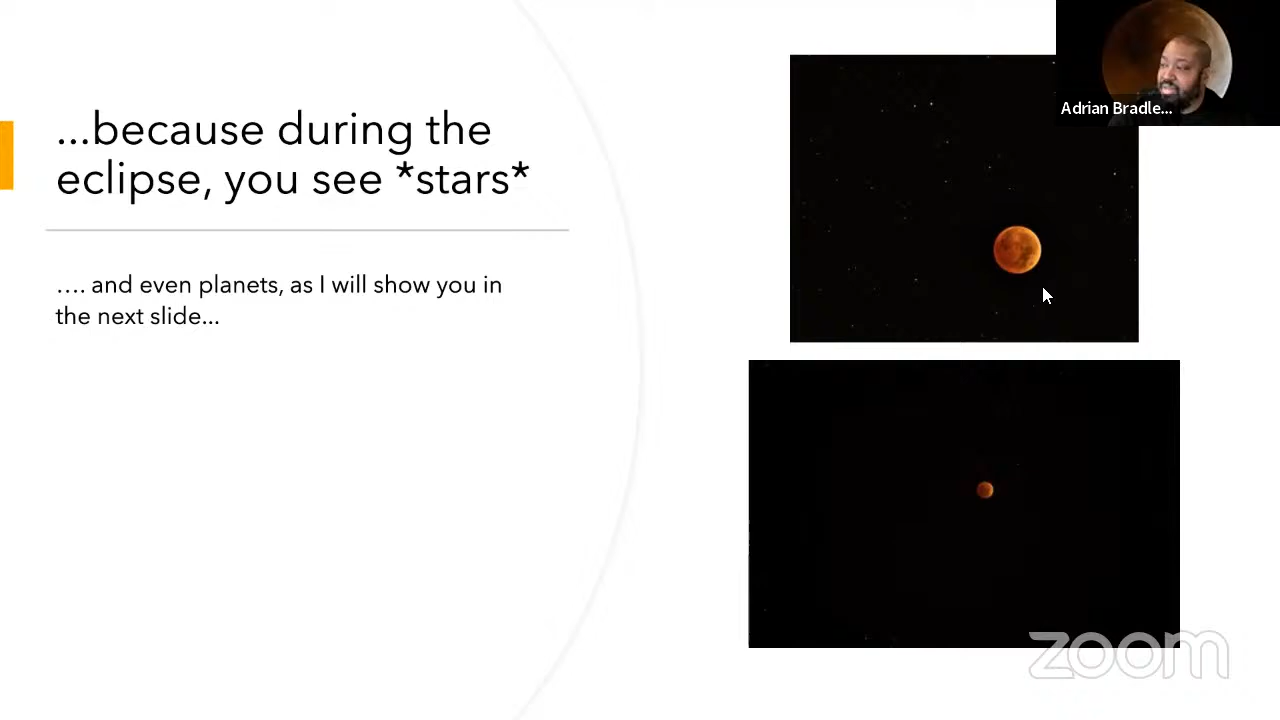 ...because during the
eclipse, you see *stars*
…. and even planets, as I will show you in
the next slide...
Adrian Bradle...
zoom